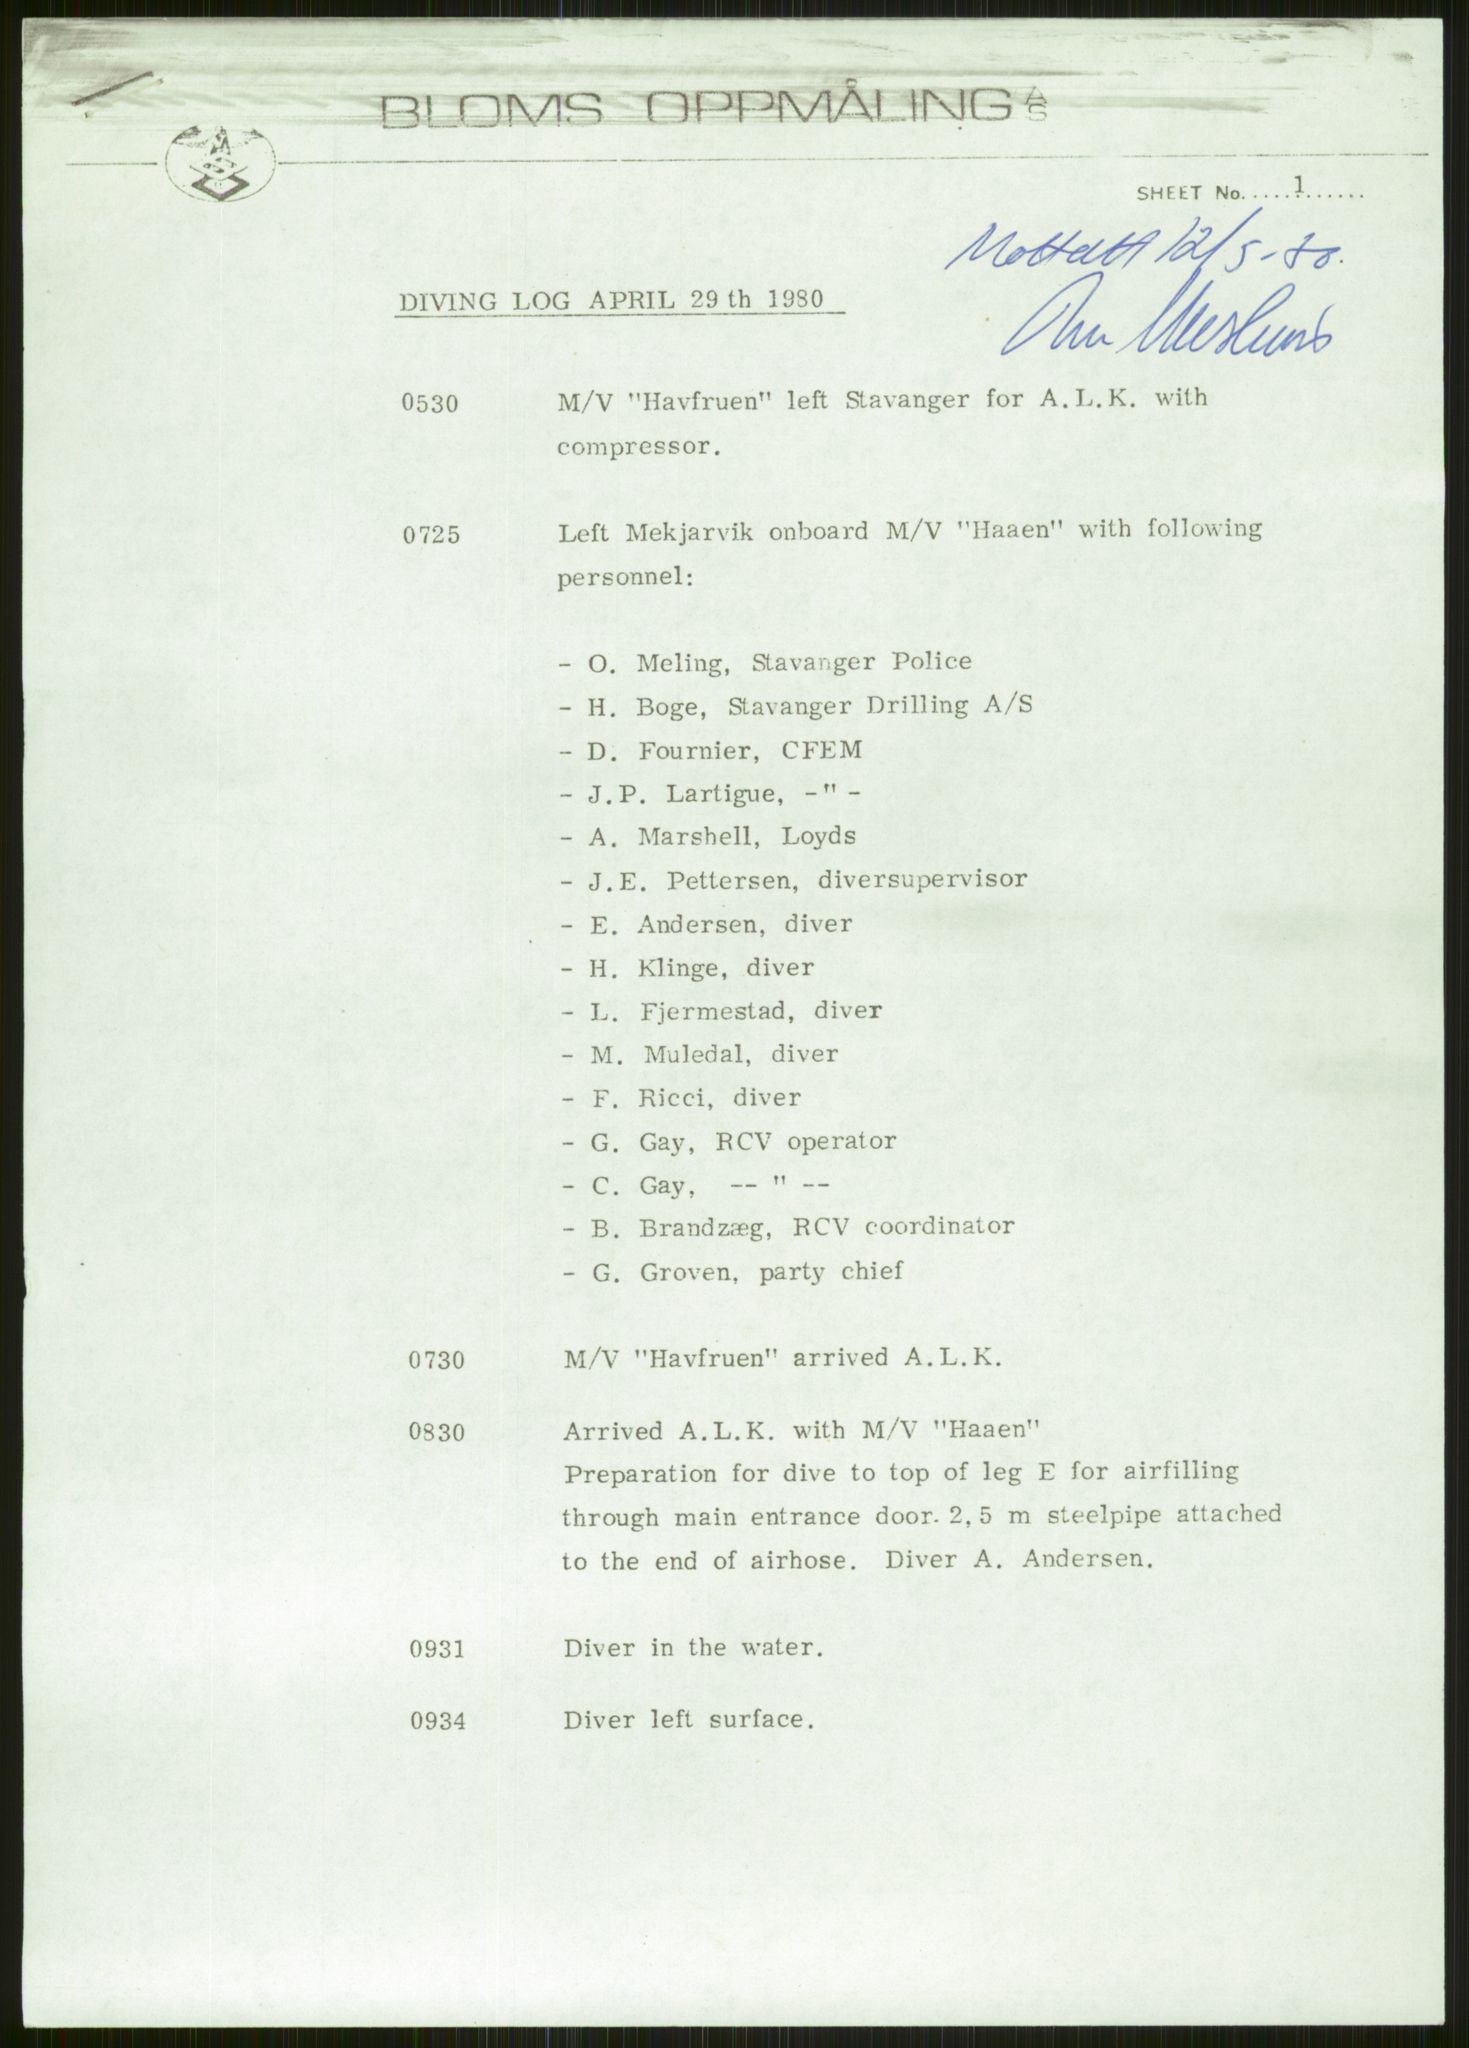 BLOMS OPPMÅLING A/S
SHEET No.....1.......
Mottatt 12/5-80.
DIVING LOG APRIL 29th 1980
0530 M/V "Havfruen" left Stavanger for A.L.K. with
compressor.
0725 Left Mekjarvik onboard M/V "Haaen" with following
personnel:
- O. Meling, Stavanger Police
- H. Boge, Stavanger Drilling A/S
- D. Fournier, CFEM
- J.P. Lartigue, -"-
- A. Marshell, Loyds
- J.E. Pettersen, diversupervisor
- E. Andersen, diver
- H. Klinge, diver
- L. Fjermestad, diver
- M. Muledal, diver
- F. Ricci, diver
- G. Gay, RCV operator
- C. Gay, -- " --
- B. Brandzæg, RCV coordinator
- G. Groven, party chief
0730 M/V "Havfruen" arrived A.L.K.
0830 Arrived A.L.K. with M/V "Haaen"
Preparation for dive to top of leg E for airfilling
through main entrance door. 2,5 m steelpipe attached
to the end of airhose. Diver A. Andersen.
0931 Diver in the water.
0934 Diver left surface.